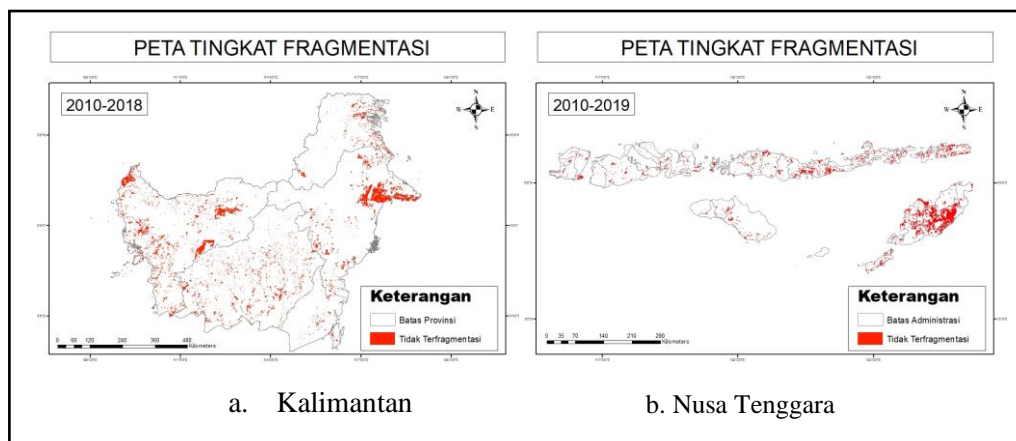 PETA TINGKAT FRAGMENTASI
2010-2018
N
W E
S
Keterangan
Batas Provinsi
Tidak Terfragmentasi
0 60 120 240 360 480
Kilometers
a. Kalimantan
PETA TINGKAT FRAGMENTASI
2010-2019
N
W E
S
Keterangan
Batas Administrasi
Tidak Terfragmentasi
0 35 70 140 210 280
Kilometers
b. Nusa Tenggara